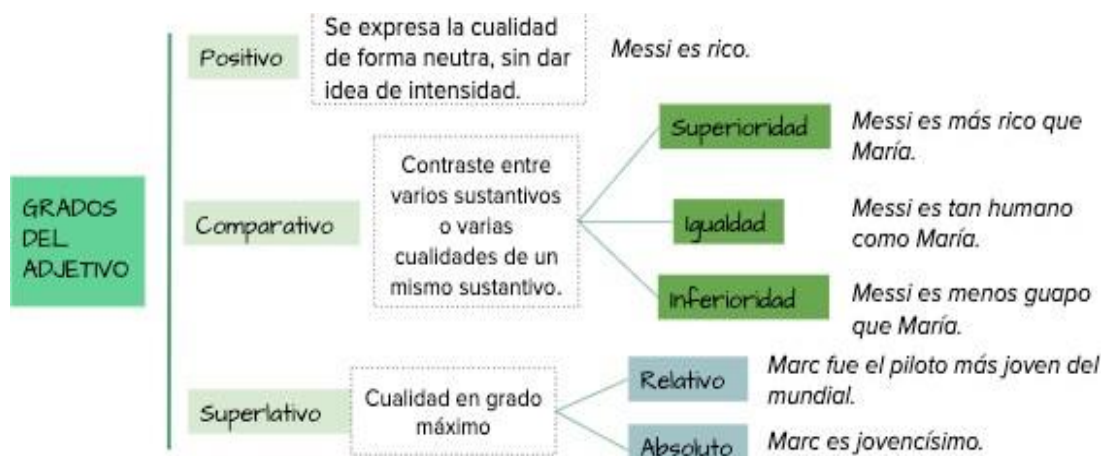 GRADOS
DEL
ADJETIVO
Positivo
Se expresa la cualidad
de forma neutra, sin dar
idea de intensidad.
Messi es rico.
Comparativo
Contraste entre
varios sustantivos
o varias
cualidades de un
mismo sustantivo.
Superioridad
Messi es más rico que
María.
Igualdad
Messi es tan humano
como María.
Inferioridad
Messi es menos guapo
que María.
Superlativo
Cualidad en grado
máximo
Relativo
Marc fue el piloto más joven del
mundial.
Absoluto
Marc es jovencísimo.